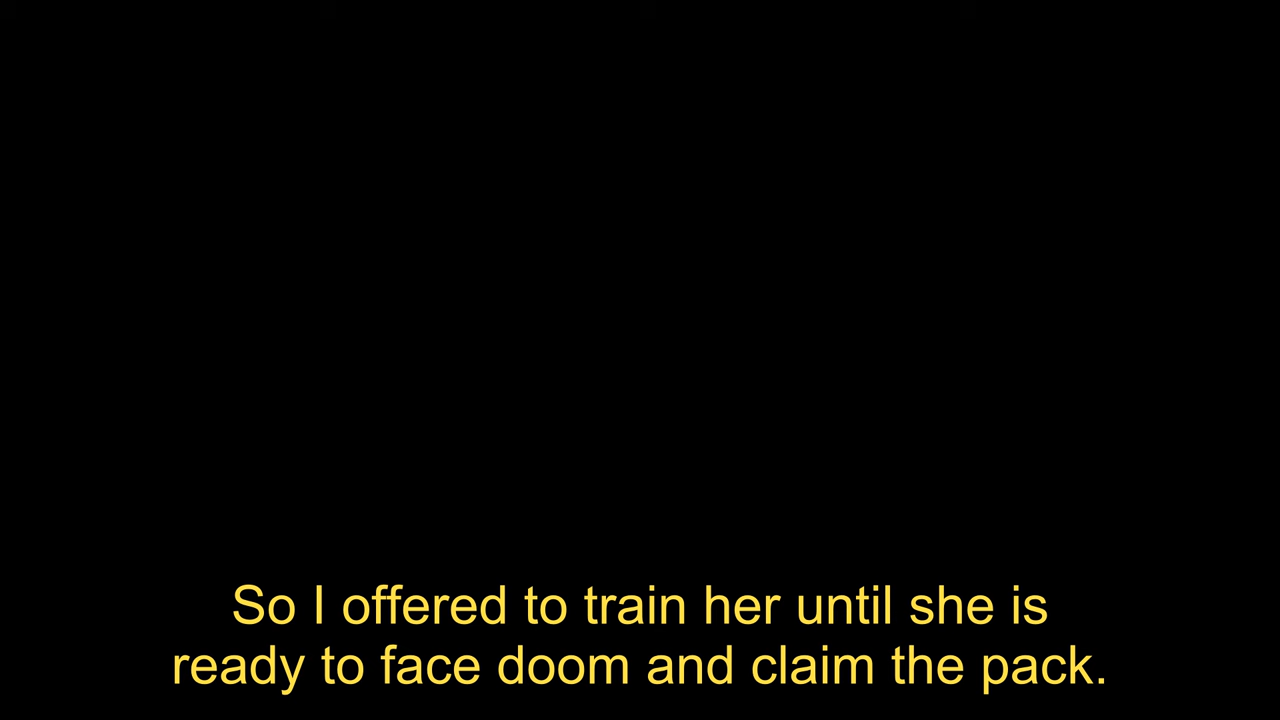 So I offered to train her until she is
ready to face doom and claim the pack.